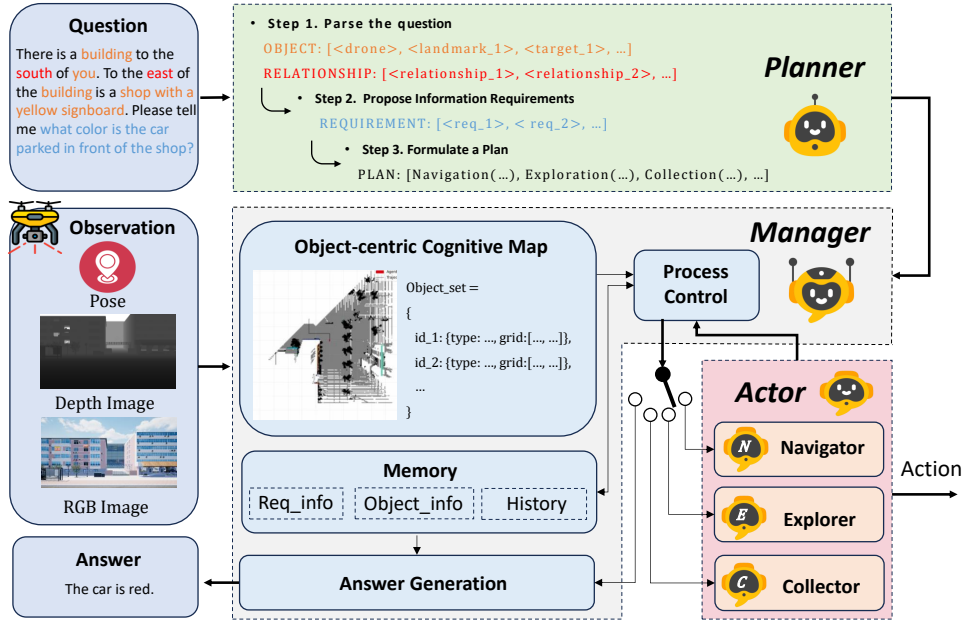 Question
There is a building to the
south of you. To the east of
the building is a shop with a
yellow signboard. Please tell
me what color is the car
parked in front of the shop?
• Step 1. Parse the question
OBJECT: [<drone>, <landmark_1>, <target_1>, …]
RELATIONSHIP: [<relationship_1>, <relationship_2>, …]
• Step 2. Propose Information Requirements
REQUIREMENT: [<req_1>, < req_2>, …]
• Step 3. Formulate a Plan
PLAN: [Navigation(…), Exploration(…), Collection(…), …]
Planner
Observation
Pose
Depth Image
RGB Image
Object-centric Cognitive Map
Object_set =
{
id_1: {type: …, grid:[…, …]},
id_2: {type: …, grid:[…, …]},
…
}
Manager
Process
Control
Memory
Req_info
Object_info
History
Answer Generation
Actor
N
Navigator
E
Explorer
C
Collector
Action
Answer
The car is red.